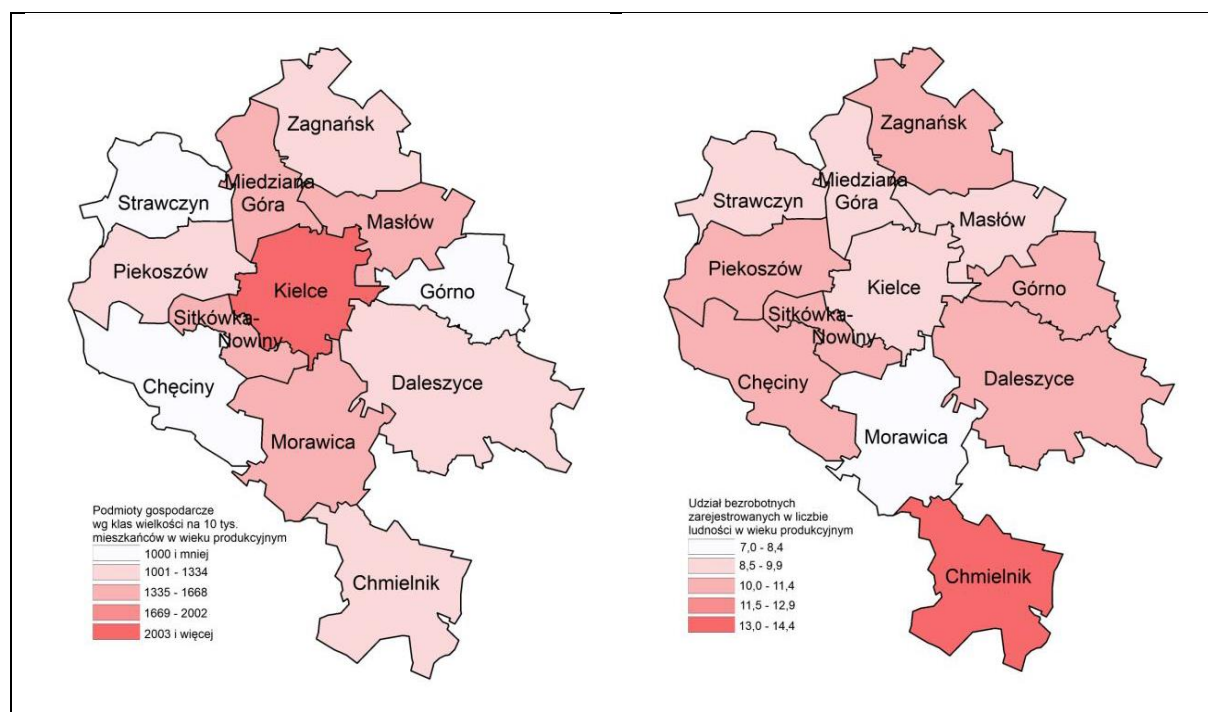 Zagnańsk
Miedziana
Góra
Strawczyn
Masłów
Piekoszów
Kielce
Górno
Sitkówka-
Nowiny
Chęciny
Daleszyce
Morawica
Chmielnik
Podmioty gospodarcze
wg klas wielkości na 10 tys.
mieszkańców w wieku produkcyjnym
1000 i mniej
1001 - 1334
1335 - 1668
1669 - 2002
2003 i więcej
Zagnańsk
Miedziana
Góra
Strawczyn
Masłów
Piekoszów
Kielce
Górno
Sitkówka-
Nowiny
Chęciny
Daleszyce
Morawica
Chmielnik
Udział bezrobotnych
zarejestrowanych w liczbie
ludności w wieku produkcyjnym
7,0 - 8,4
8,5 - 9,9
10,0 - 11,4
11,5 - 12,9
13,0 - 14,4